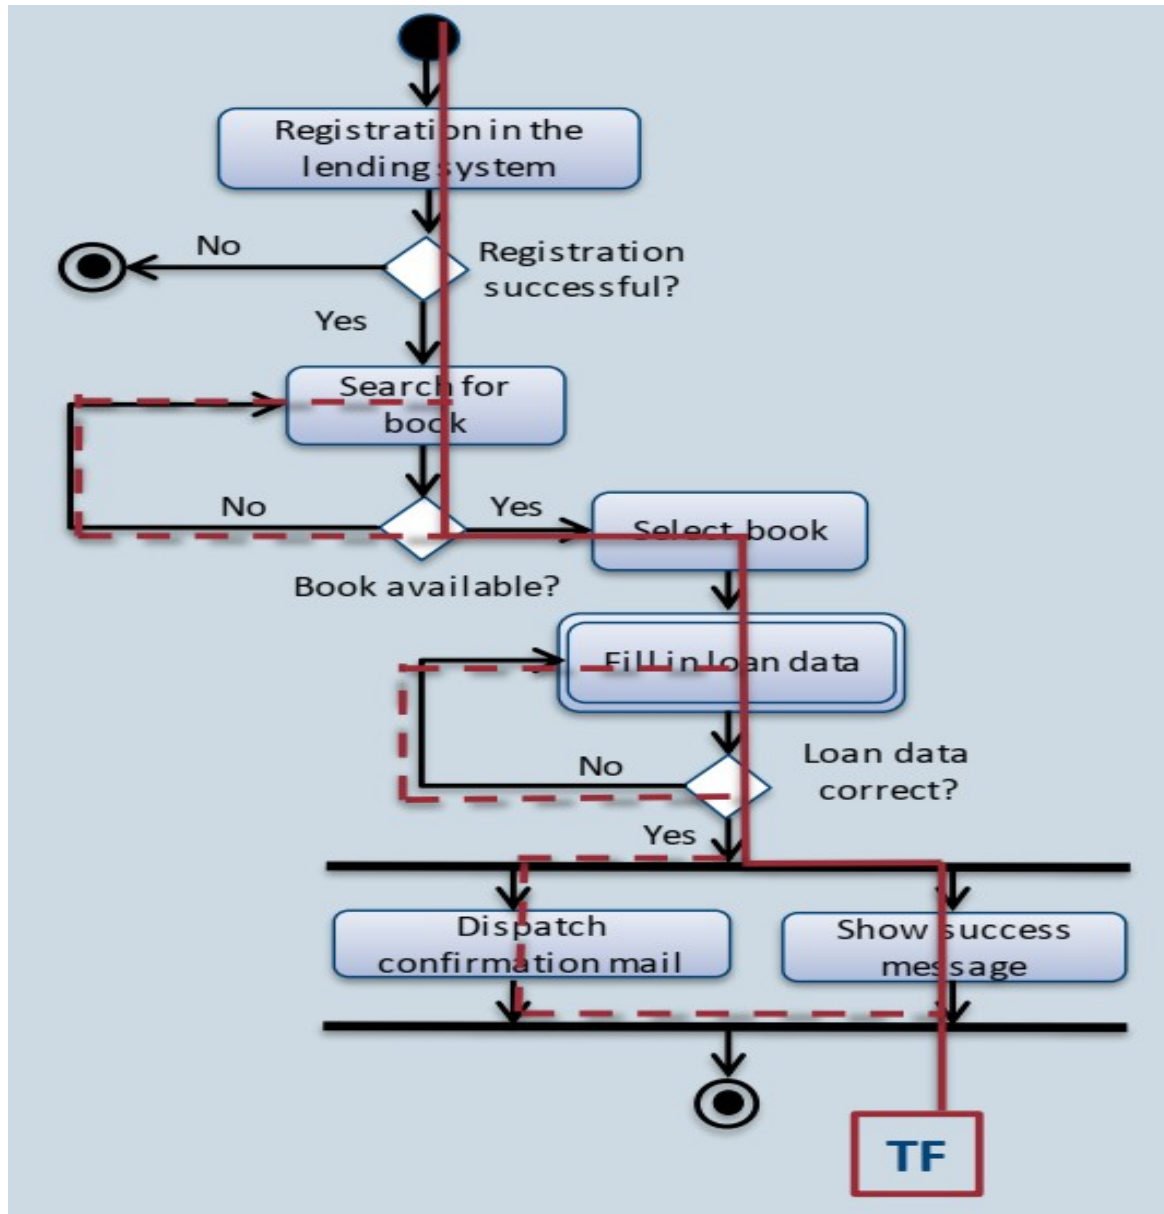 Registration in the
lending system
No
Registration
successful?
Yes
Search for
book
No
Yes
Select book
Book available?
Fill in loan data
No
Loan data
correct?
Yes
Dispatch
confirmation mail
Show success
message
TF